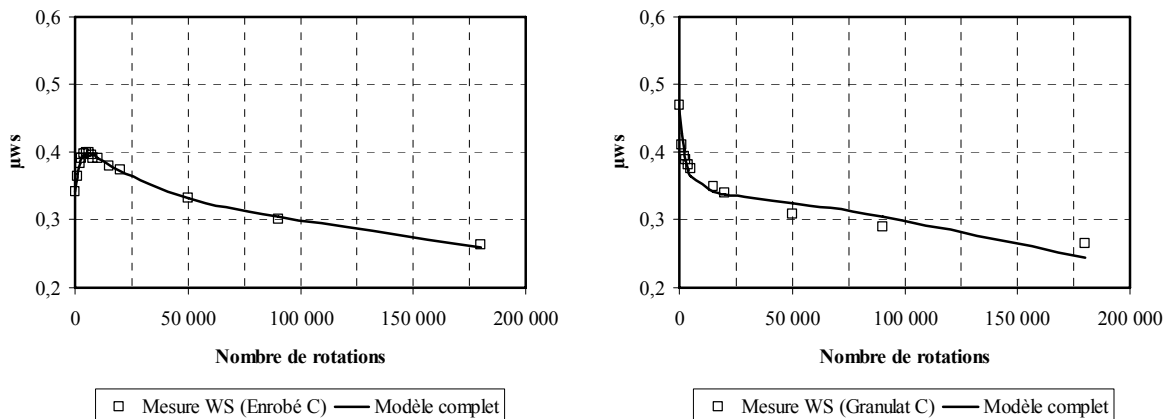 0,6
0,5
0,4
0,3
0,2
µws
0 50 000 100 000 150 000 200 000
Nombre de rotations
Mesure WS (Enrobé C) Modèle complet
0,6
0,5
0,4
0,3
0,2
µws
0 50 000 100 000 150 000 200 000
Nombre de rotations
Mesure WS (Granulat C) Modèle complet